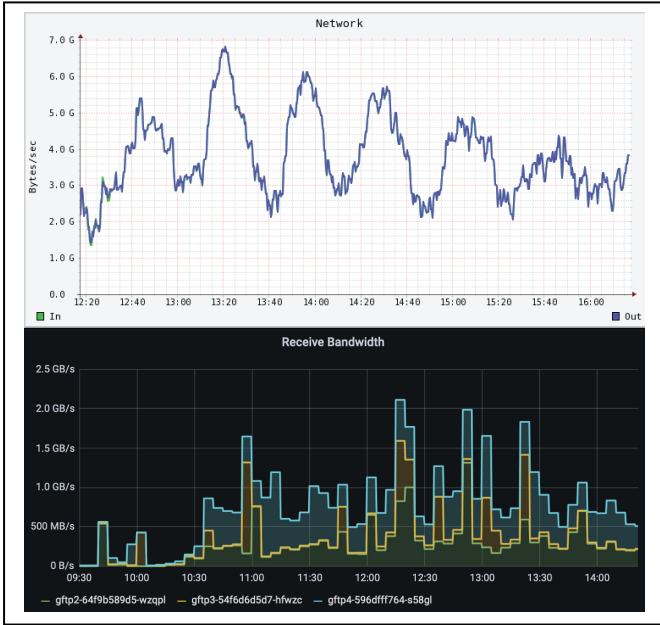 Network
7.0 G
6.0 G
5.0 G
4.0 G
3.0 G
2.0 G
1.0 G
0.0
Bytes/sec
12:20 12:40 13:00 13:20 13:40 14:00 14:20 14:40 15:00 15:20 15:40 16:00
In Out
Receive Bandwidth
2.5 GB/s
2.0 GB/s
1.5 GB/s
1.0 GB/s
500 MB/s
0 B/s
09:30 10:00 10:30 11:00 11:30 12:00 12:30 13:00 13:30 14:00
gftp2-64f9b589d5-wzqpl gftp3-54f6d6d5d7-hfwzc gftp4-596dfff764-s58gl